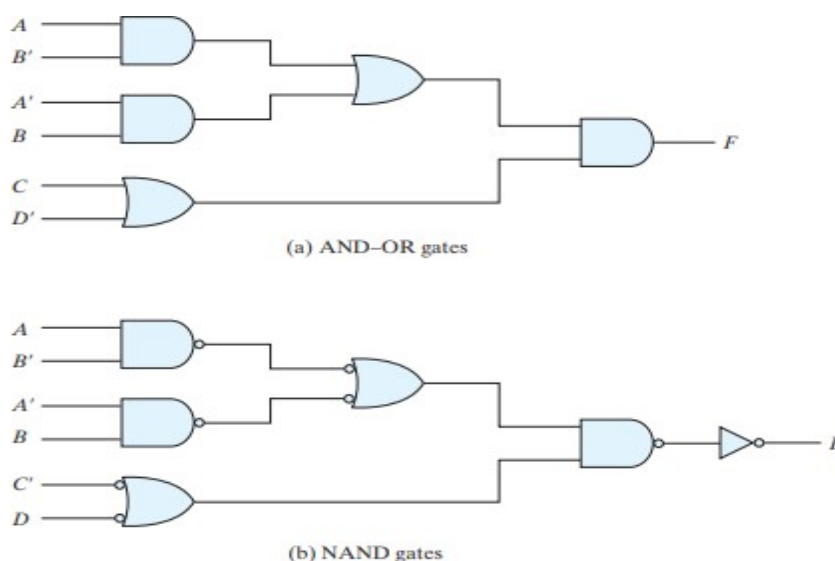 A
B'
A'
B
F
C
D'
(a) AND–OR gates
A
B'
A'
B
C'
D
(b) NAND gates